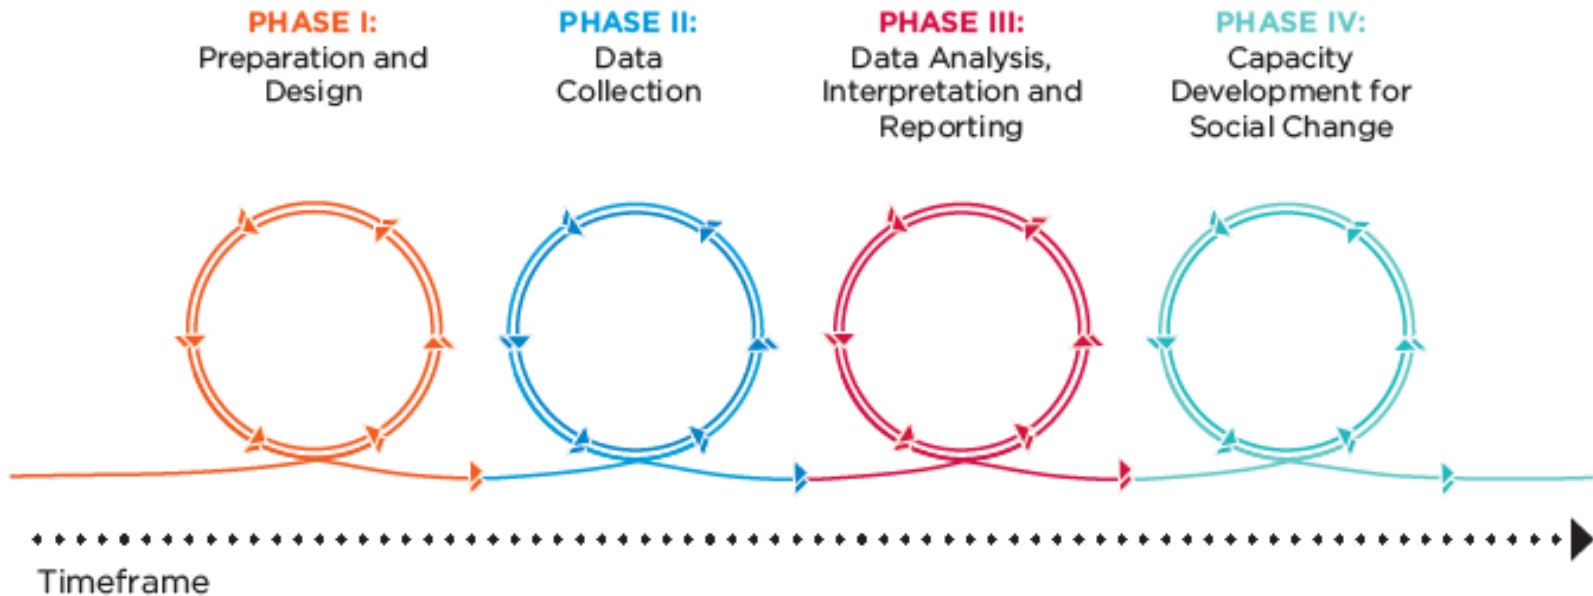 PHASE I:
Preparation and
Design
PHASE II:
Data
Collection
PHASE III:
Data Analysis,
Interpretation and
Reporting
PHASE IV:
Capacity
Development for
Social Change
Timeframe